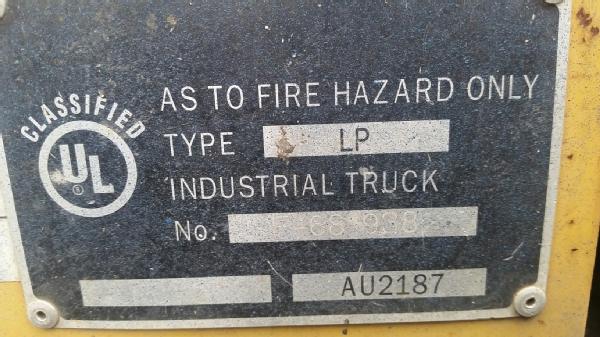 CLASSIFIED
UL
AS TO FIRE HAZARD ONLY
TYPE LP
INDUSTRIAL TRUCK
No.
AU2187